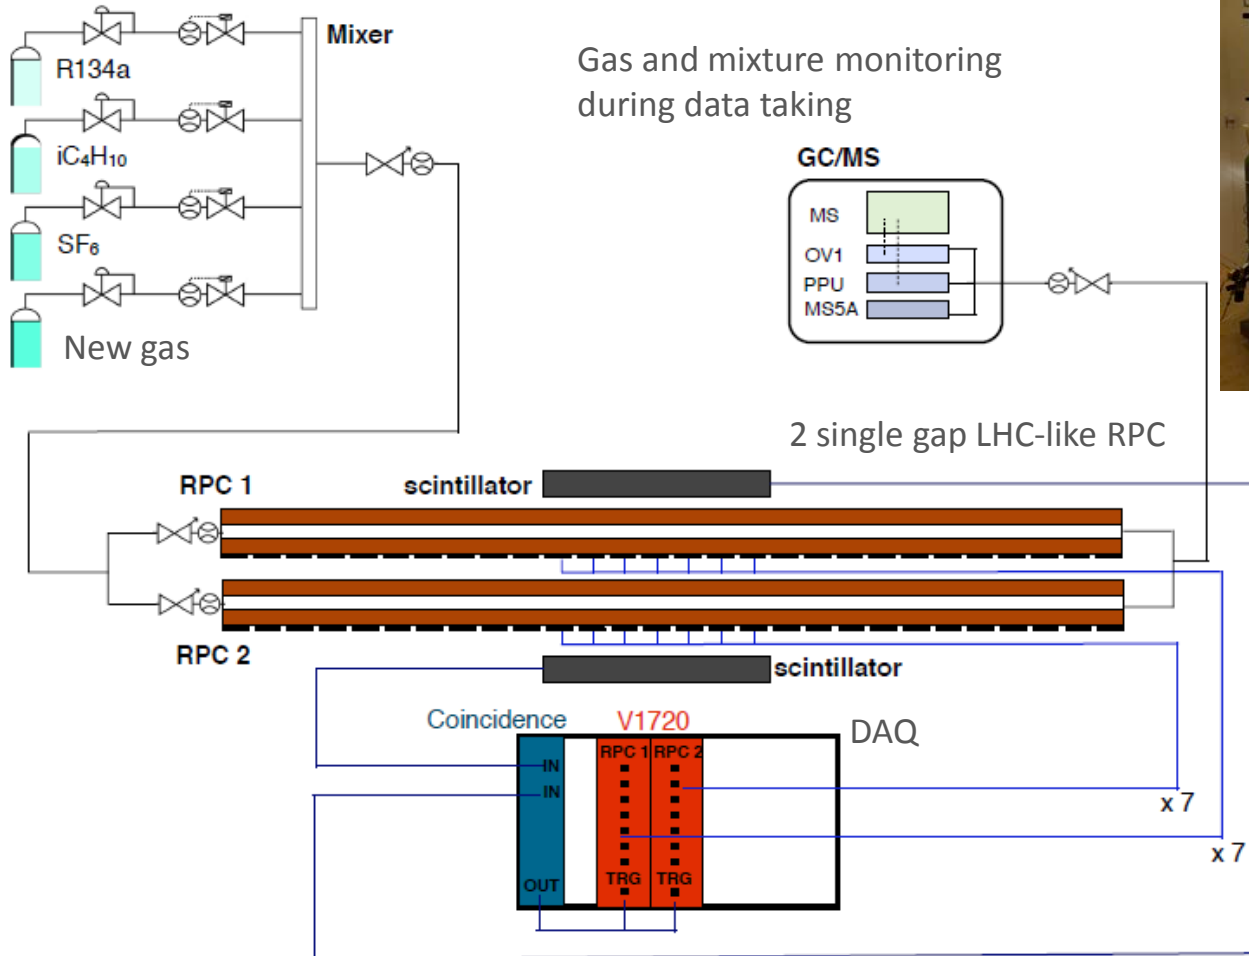 Mixer
R134a
iC₄H₁₀
SF₆
New gas
Gas and mixture monitoring
during data taking
GC/MS
MS
OV1
PPU
MS5A
2 single gap LHC-like RPC
RPC 1
scintillator
RPC 2
scintillator
Coincidence
V1720
DAQ
RPC 1
RPC 2
IN
IN
OUT
TRG
TRG
x 7
x 7